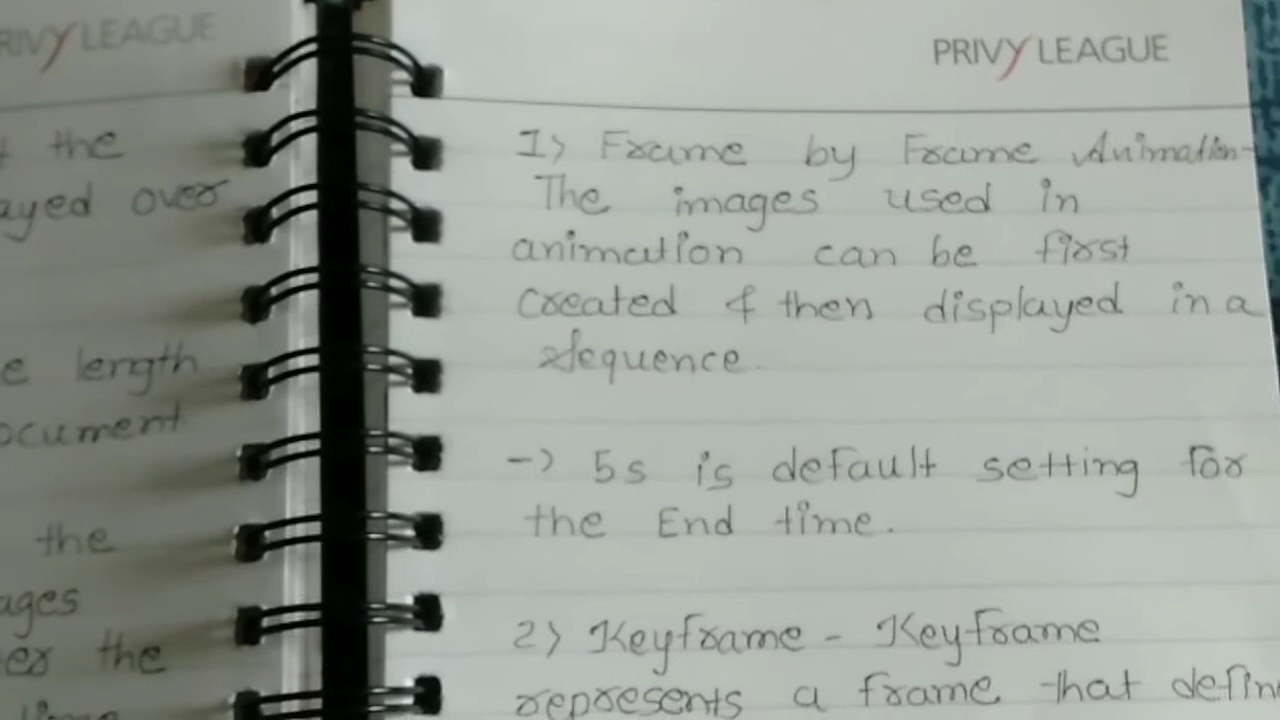 PRIVY LEAGUE
the
ayed over
e length
ocument
the
ages
er the
time
PRIVY LEAGUE
1) Frame by Frame Animation-
The images used in
animation can be first
created & then displayed in a
sequence.
-> 5s is default setting for
the End time.
2) Keyframe - Keyframe
represents a frame that defin